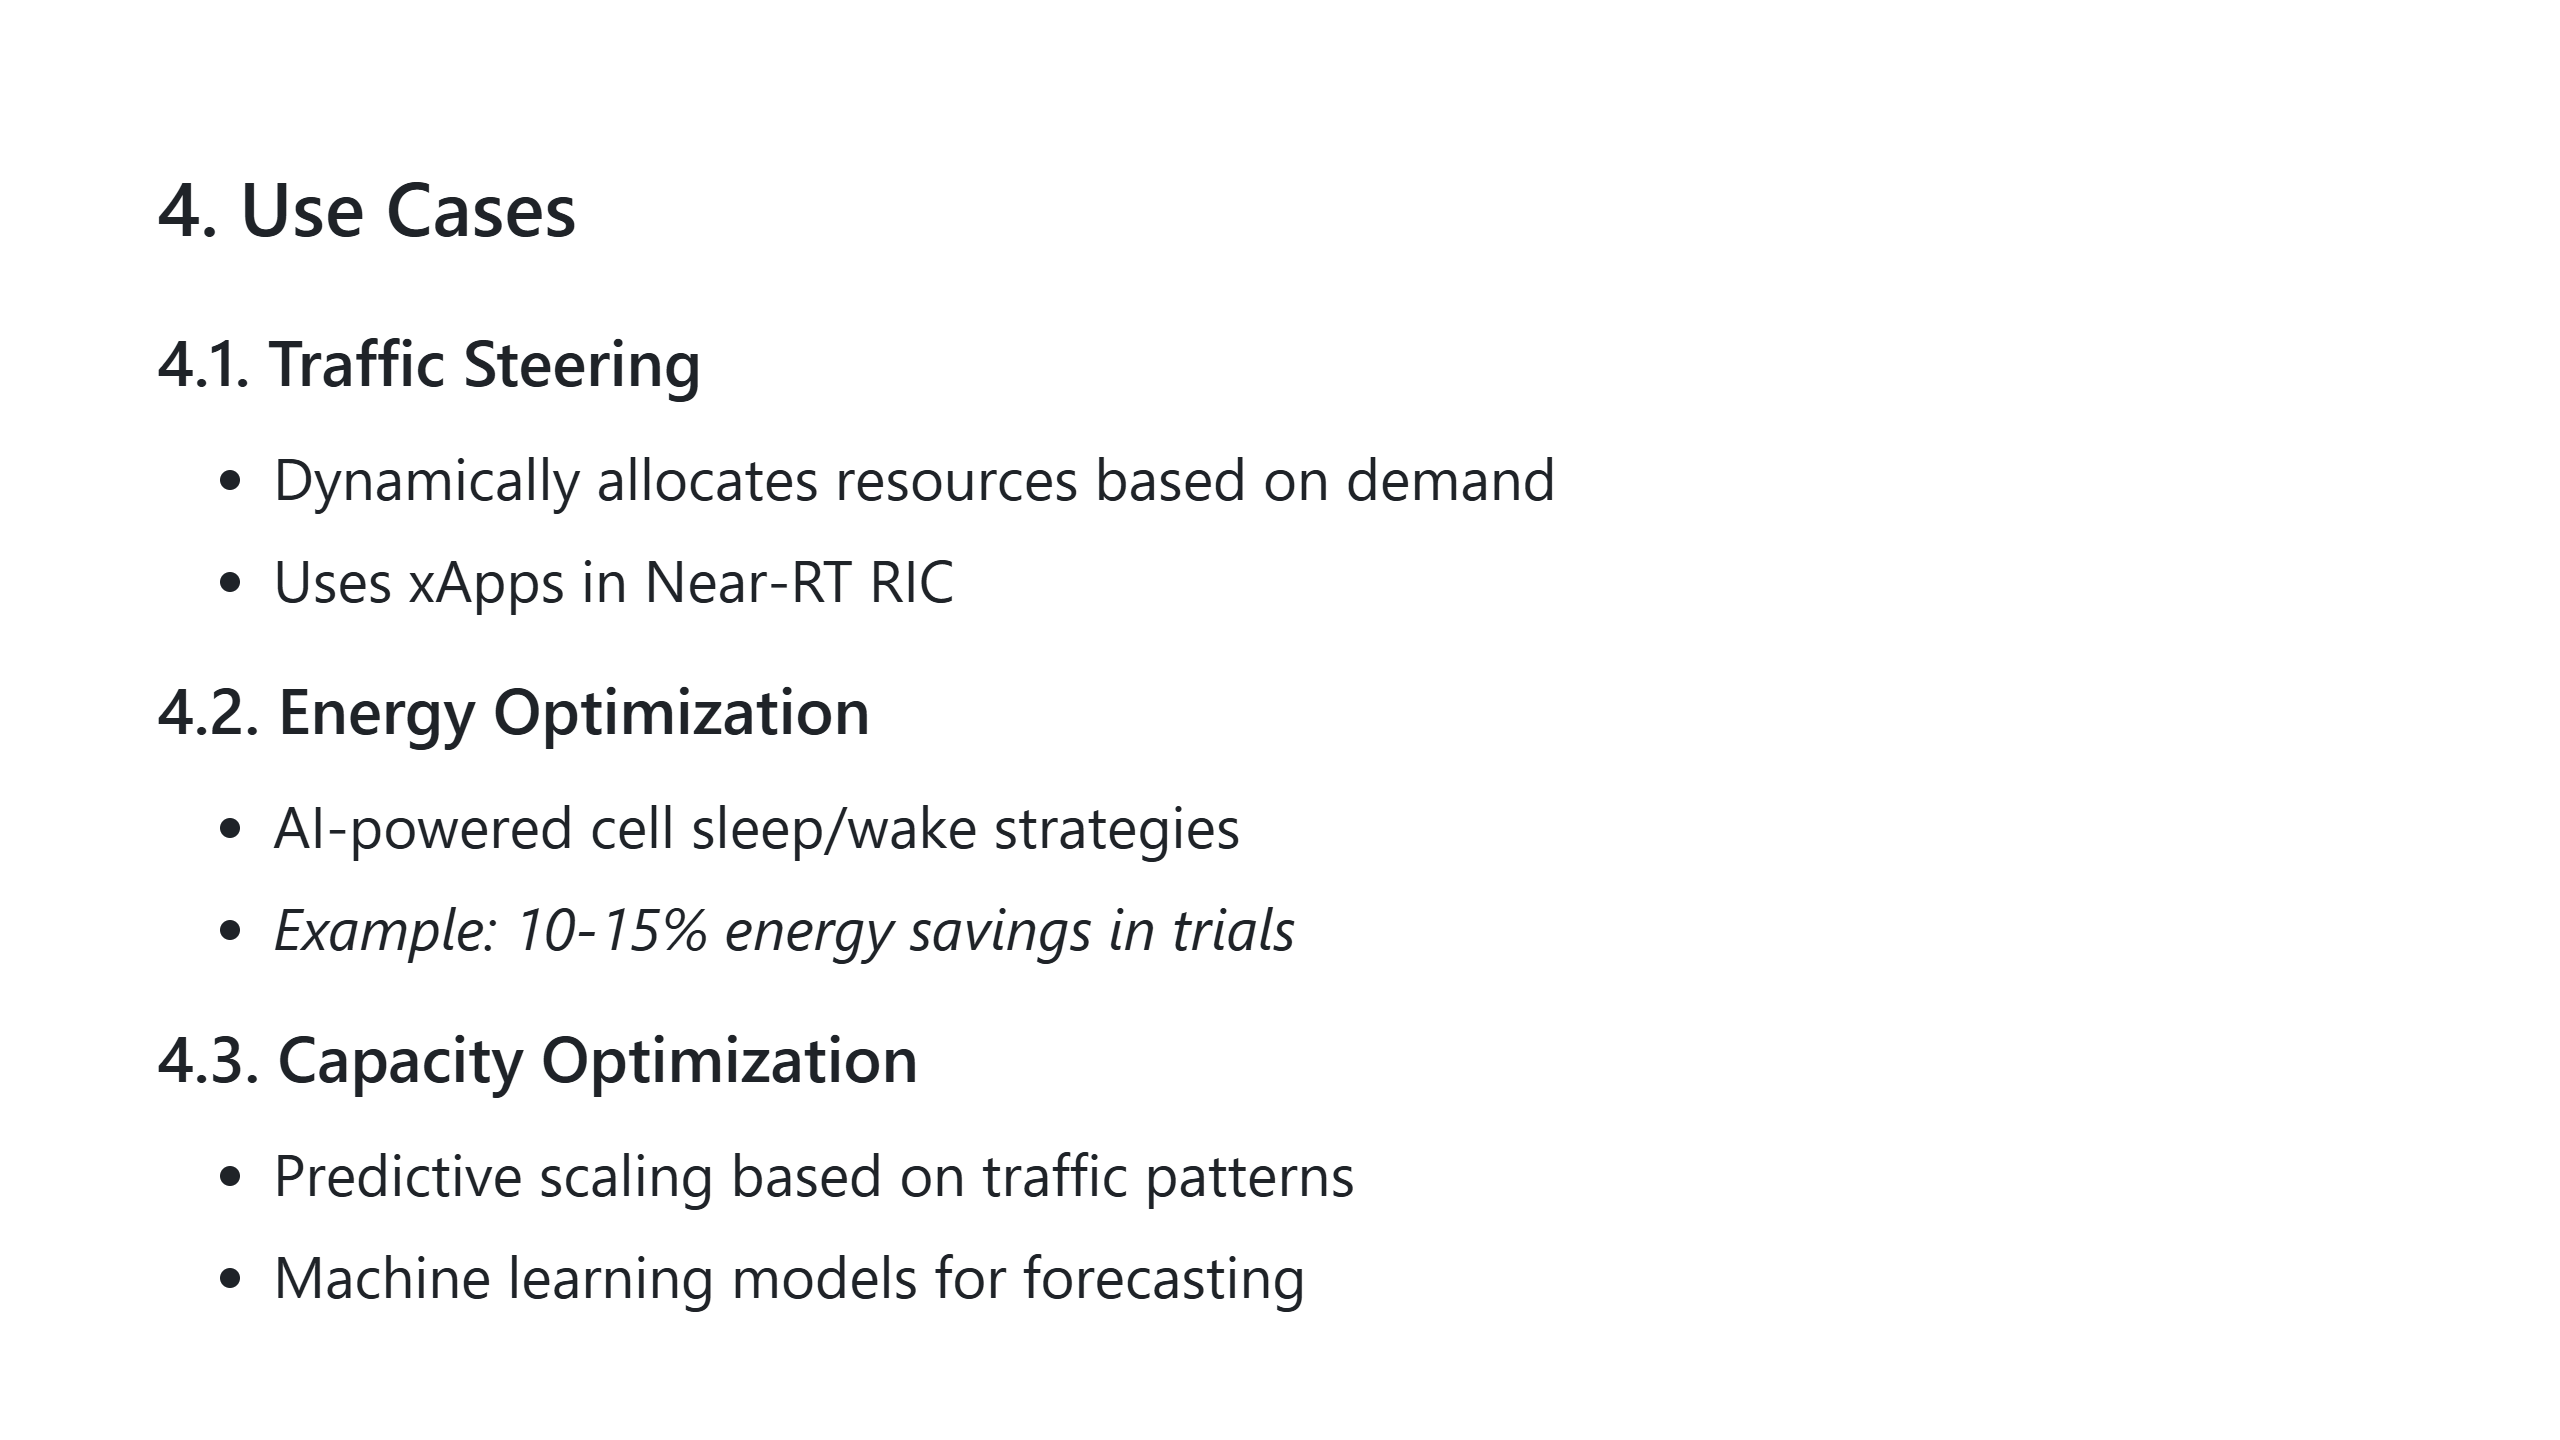 4. Use Cases
4.1. Traffic Steering
• Dynamically allocates resources based on demand
• Uses xApps in Near-RT RIC
4.2. Energy Optimization
• AI-powered cell sleep/wake strategies
• Example: 10-15% energy savings in trials
4.3. Capacity Optimization
• Predictive scaling based on traffic patterns
• Machine learning models for forecasting